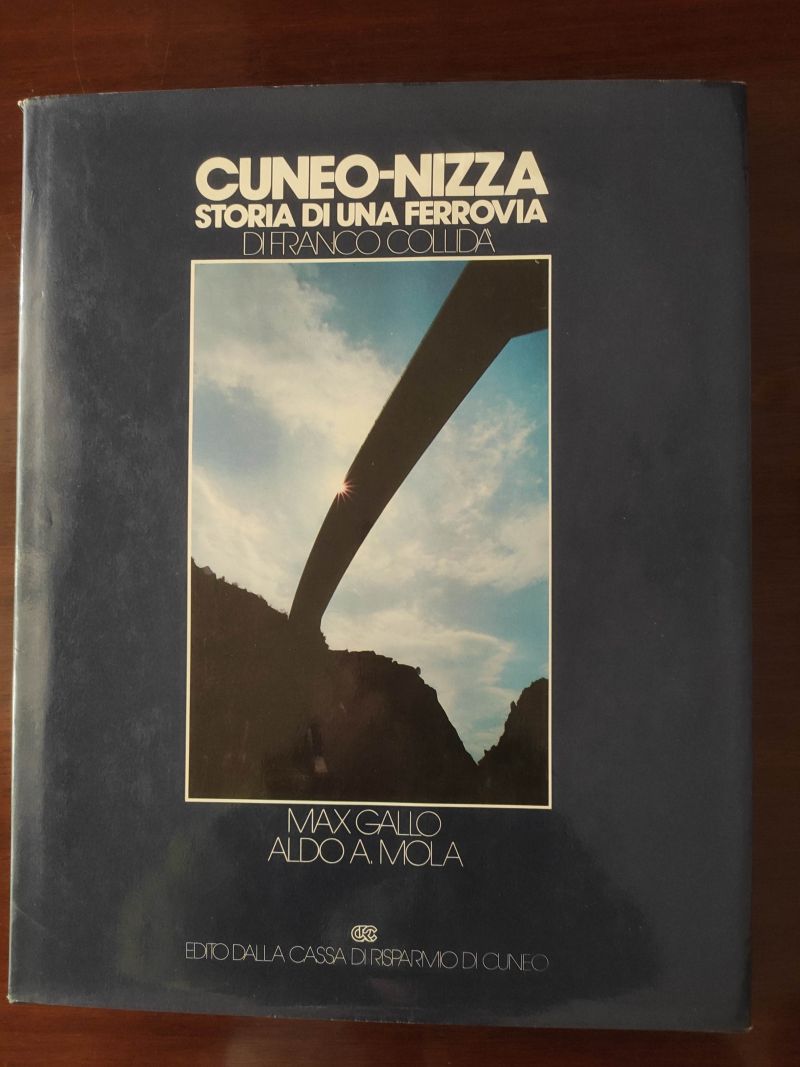 CUNEO-NIZZA
STORIA DI UNA FERROVIA
DI FRANCO COLLIDA'
MAX GALLO
ALDO A. MOLA
EDITO DALLA CASSA DI RISPARMIO DI CUNEO